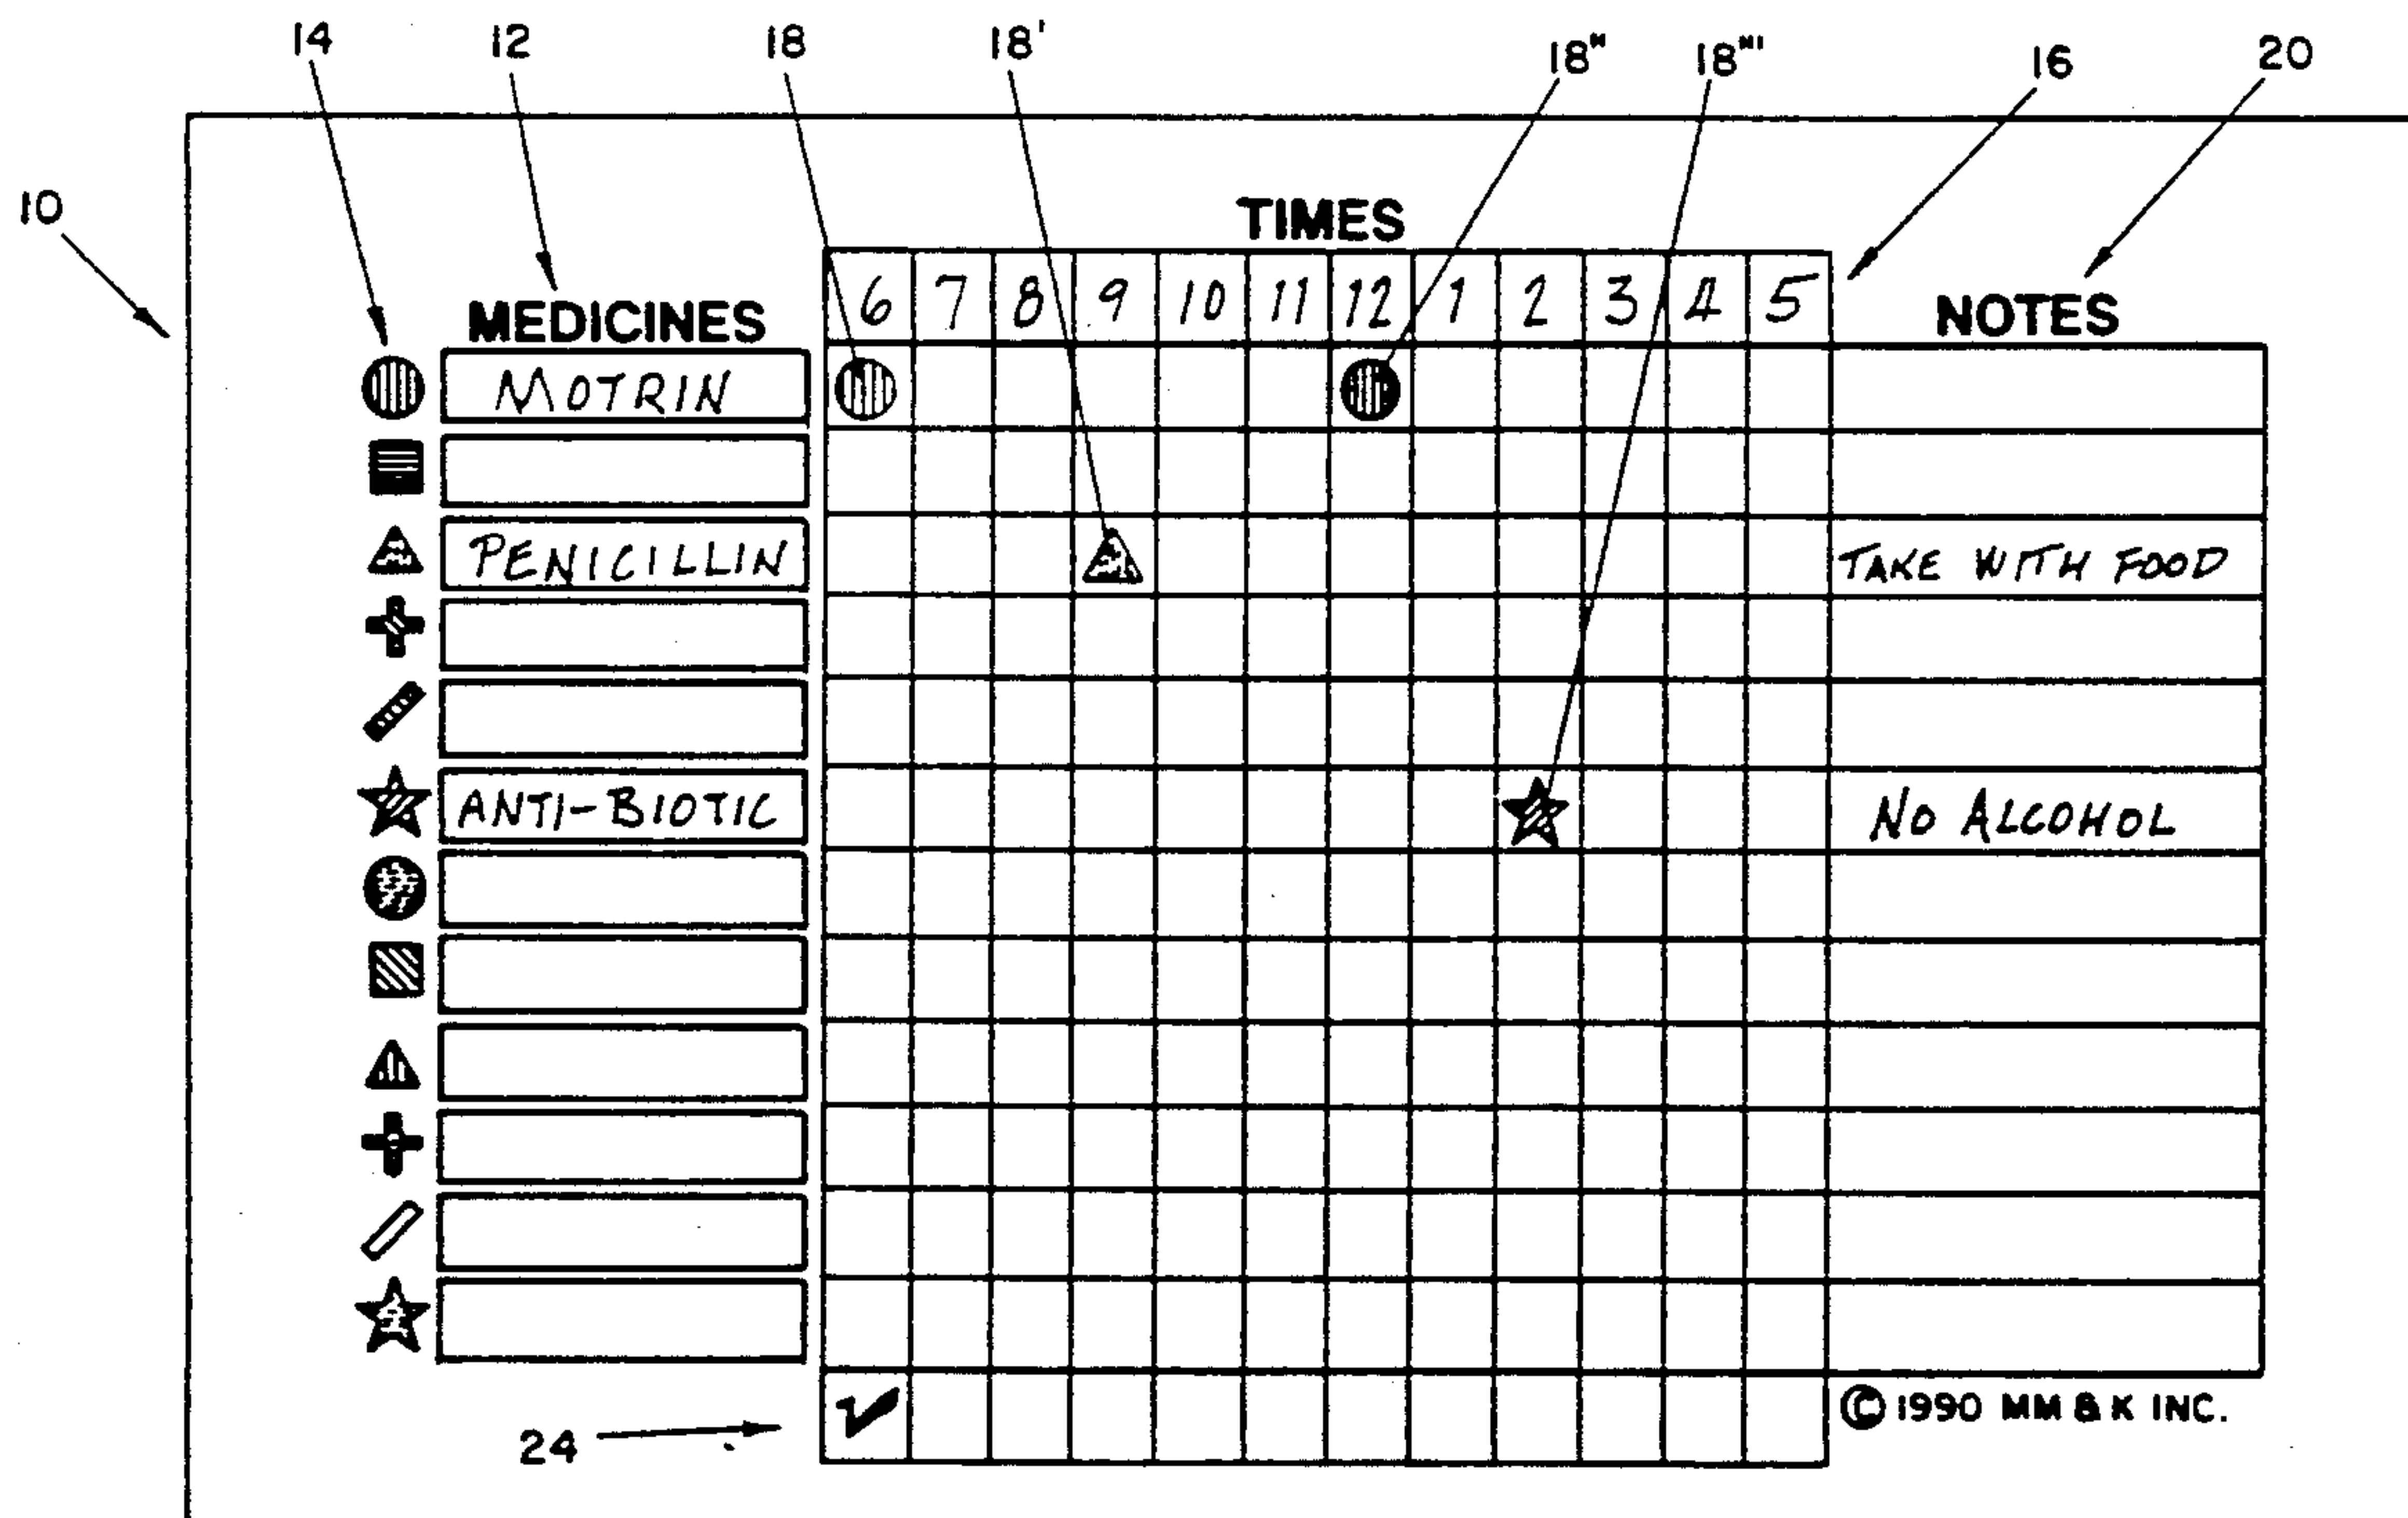 14 12 18 18' 18" 18"' 16 20
10
TIMES
6 7 8 9 10 11 12 1 2 3 4 5
MEDICINES NOTES
MOTRIN
PENICILLIN TAKE WITH FOOD
ANTI-BIOTIC NO ALCOHOL
24
© 1990 MM & K INC.